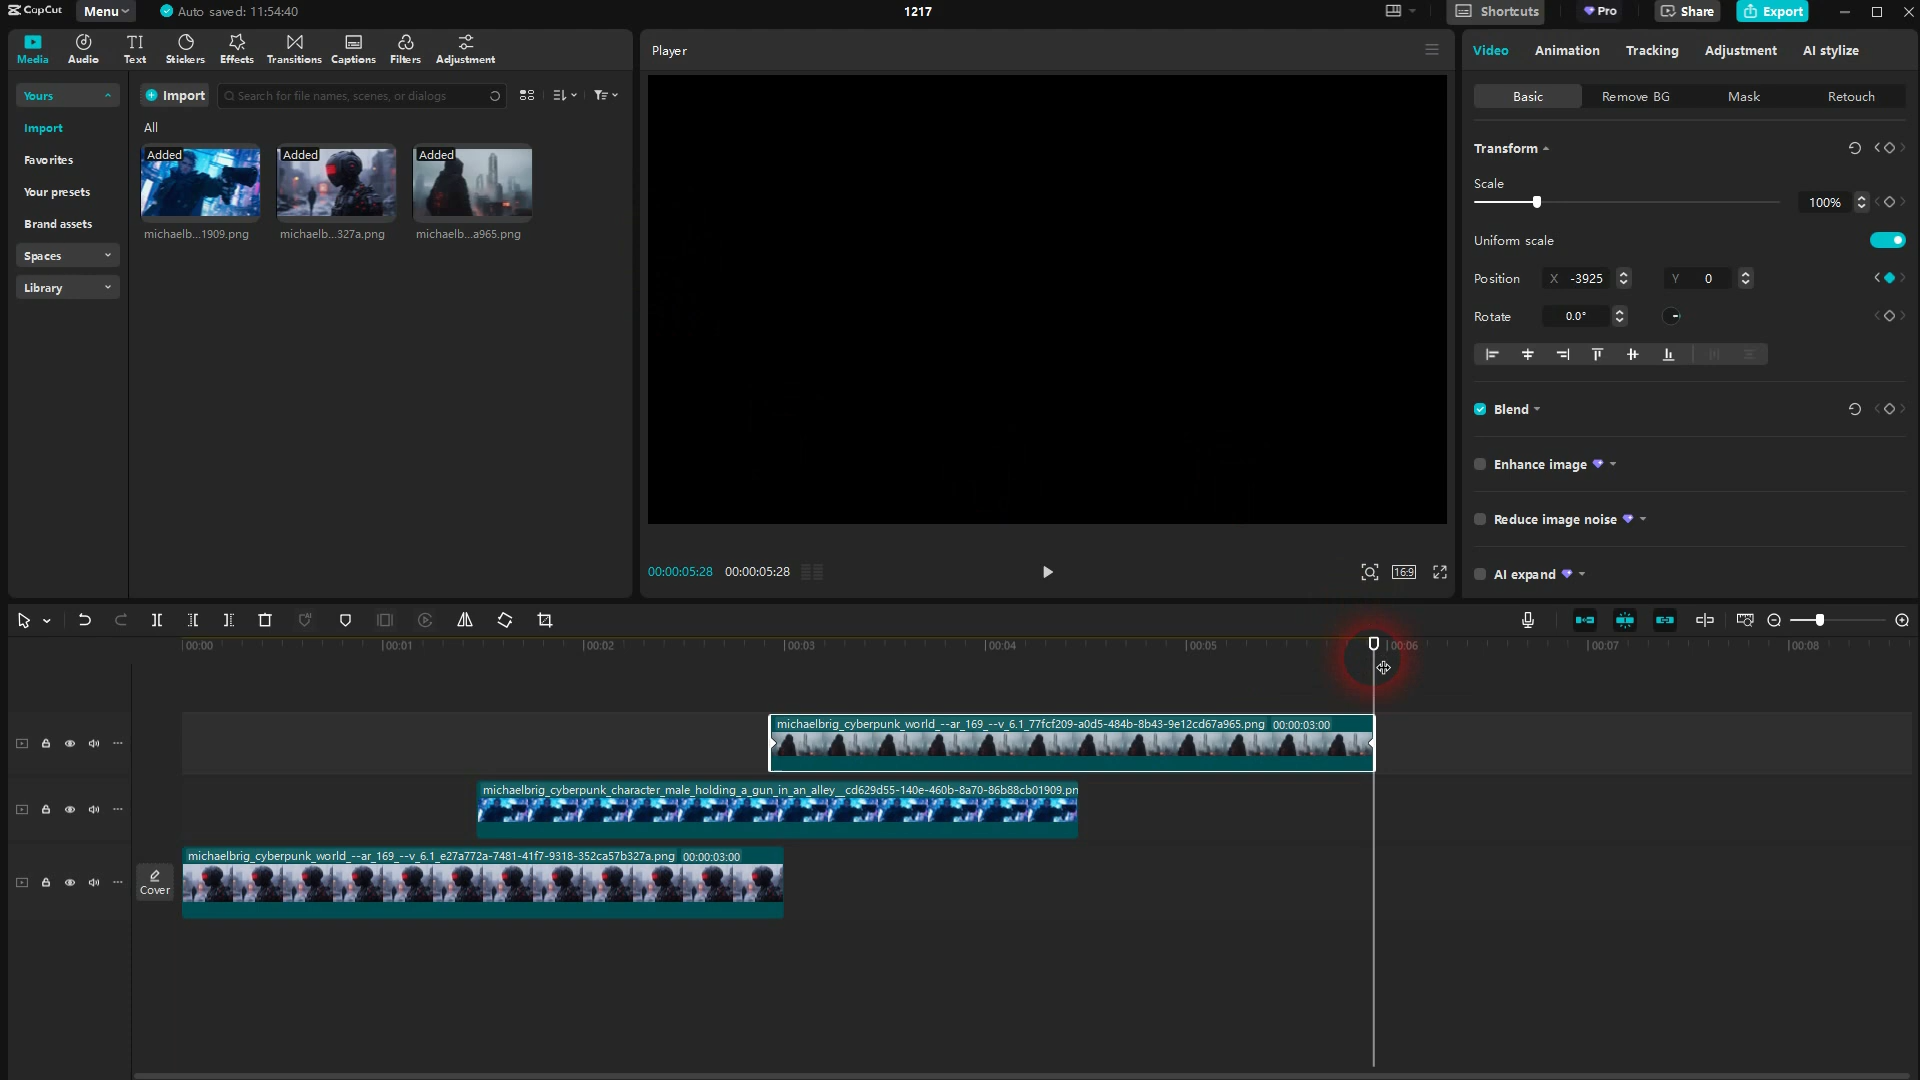 CapCut
Menu
Auto saved: 11:54:40
1217
Shortcuts
Pro
Share
Export
Media
Audio
Text
Stickers
Effects
Transitions
Captions
Filters
Adjustment
Yours
Import
Favorites
Your presets
Brand assets
Spaces
Library
Import
Search for file names, scenes, or dialogs
All
Added
Added
Added
michaelb...1909.png
michaelb...327a.png
michaelb...a965.png
Player
00:00:05:28
00:00:05:28
16:9
Video
Animation
Tracking
Adjustment
AI stylize
Basic
Remove BG
Mask
Retouch
Transform
Scale
100%
Uniform scale
Position
X -3925
Y 0
Rotate
0.0°
Blend
Enhance image
Reduce image noise
AI expand
00:00
00:01
00:02
00:03
00:04
00:05
00:06
00:07
00:08
michaelbrig_cyberpunk_world_--ar_169_--v_6.1_77fcf209-a0d5-484b-8b43-9e12cd67a965.png 00:00:03:00
michaelbrig_cyberpunk_character_male_holding_a_gun_in_an_alley__cd629d55-140e-460b-8a70-86b88cb01909.pn
michaelbrig_cyberpunk_world_--ar_169_--v_6.1_e27a772a-7481-41f7-9318-352ca57b327a.png 00:00:03:00
Cover